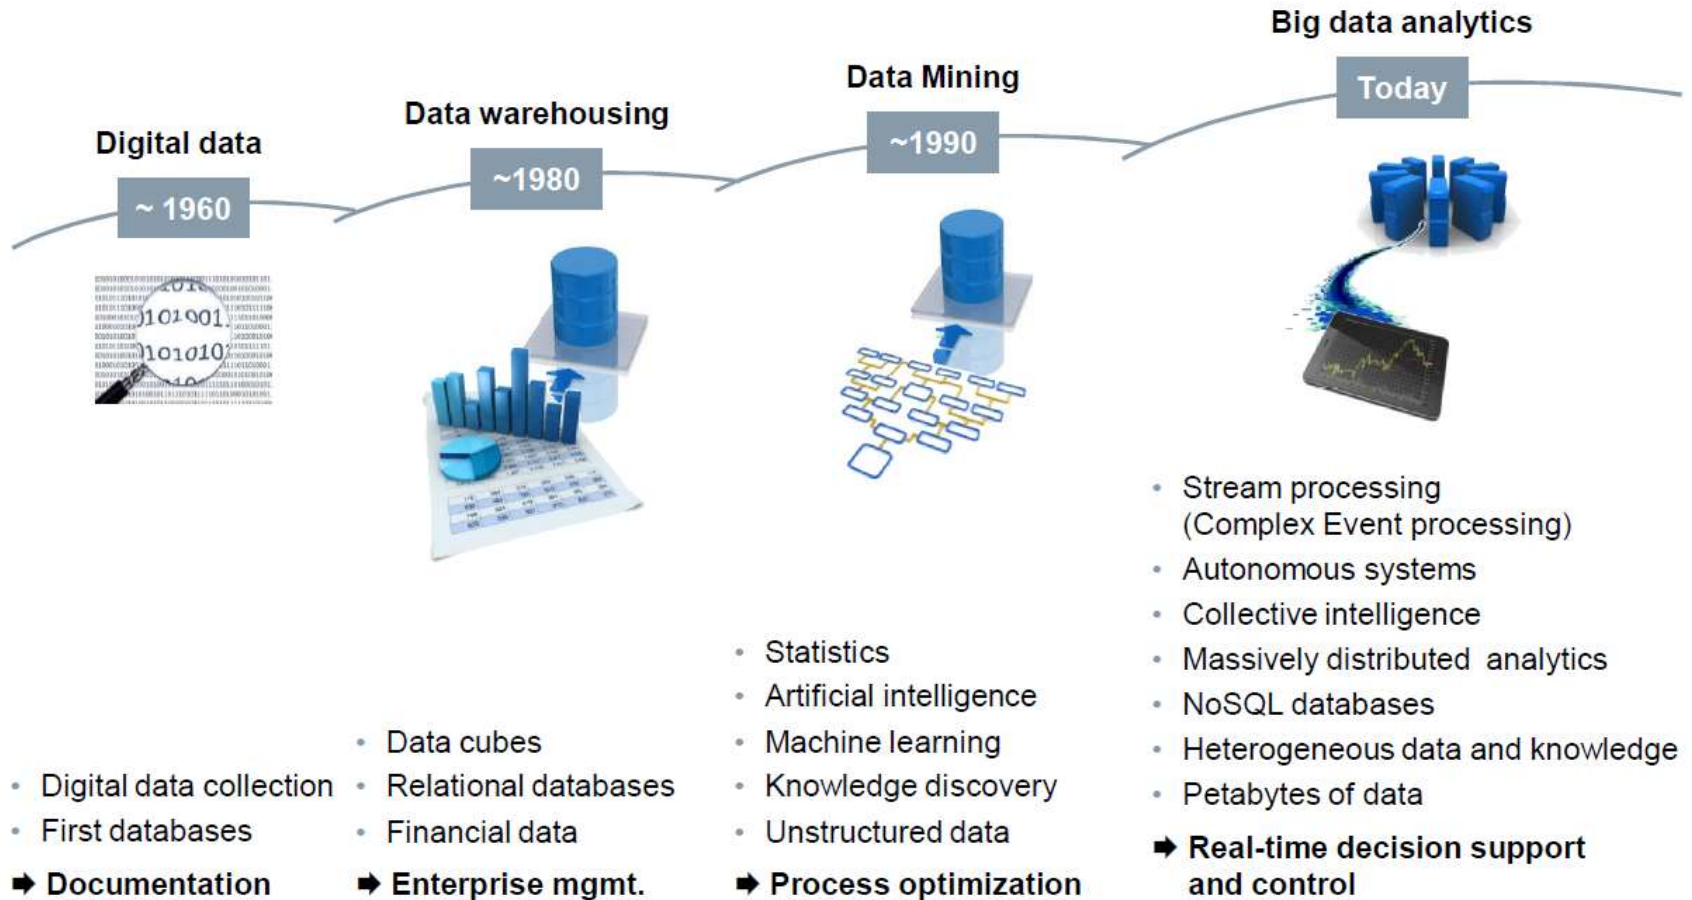 Digital data
~ 1960
Digital data collection
First databases
Documentation
Data warehousing
~1980
Data cubes
Relational databases
Financial data
Enterprise mgmt.
Data Mining
~1990
Statistics
Artificial intelligence
Machine learning
Knowledge discovery
Unstructured data
Process optimization
Big data analytics
Today
Stream processing
(Complex Event processing)
Autonomous systems
Collective intelligence
Massively distributed analytics
NoSQL databases
Heterogeneous data and knowledge
Petabytes of data
Real-time decision support
and control